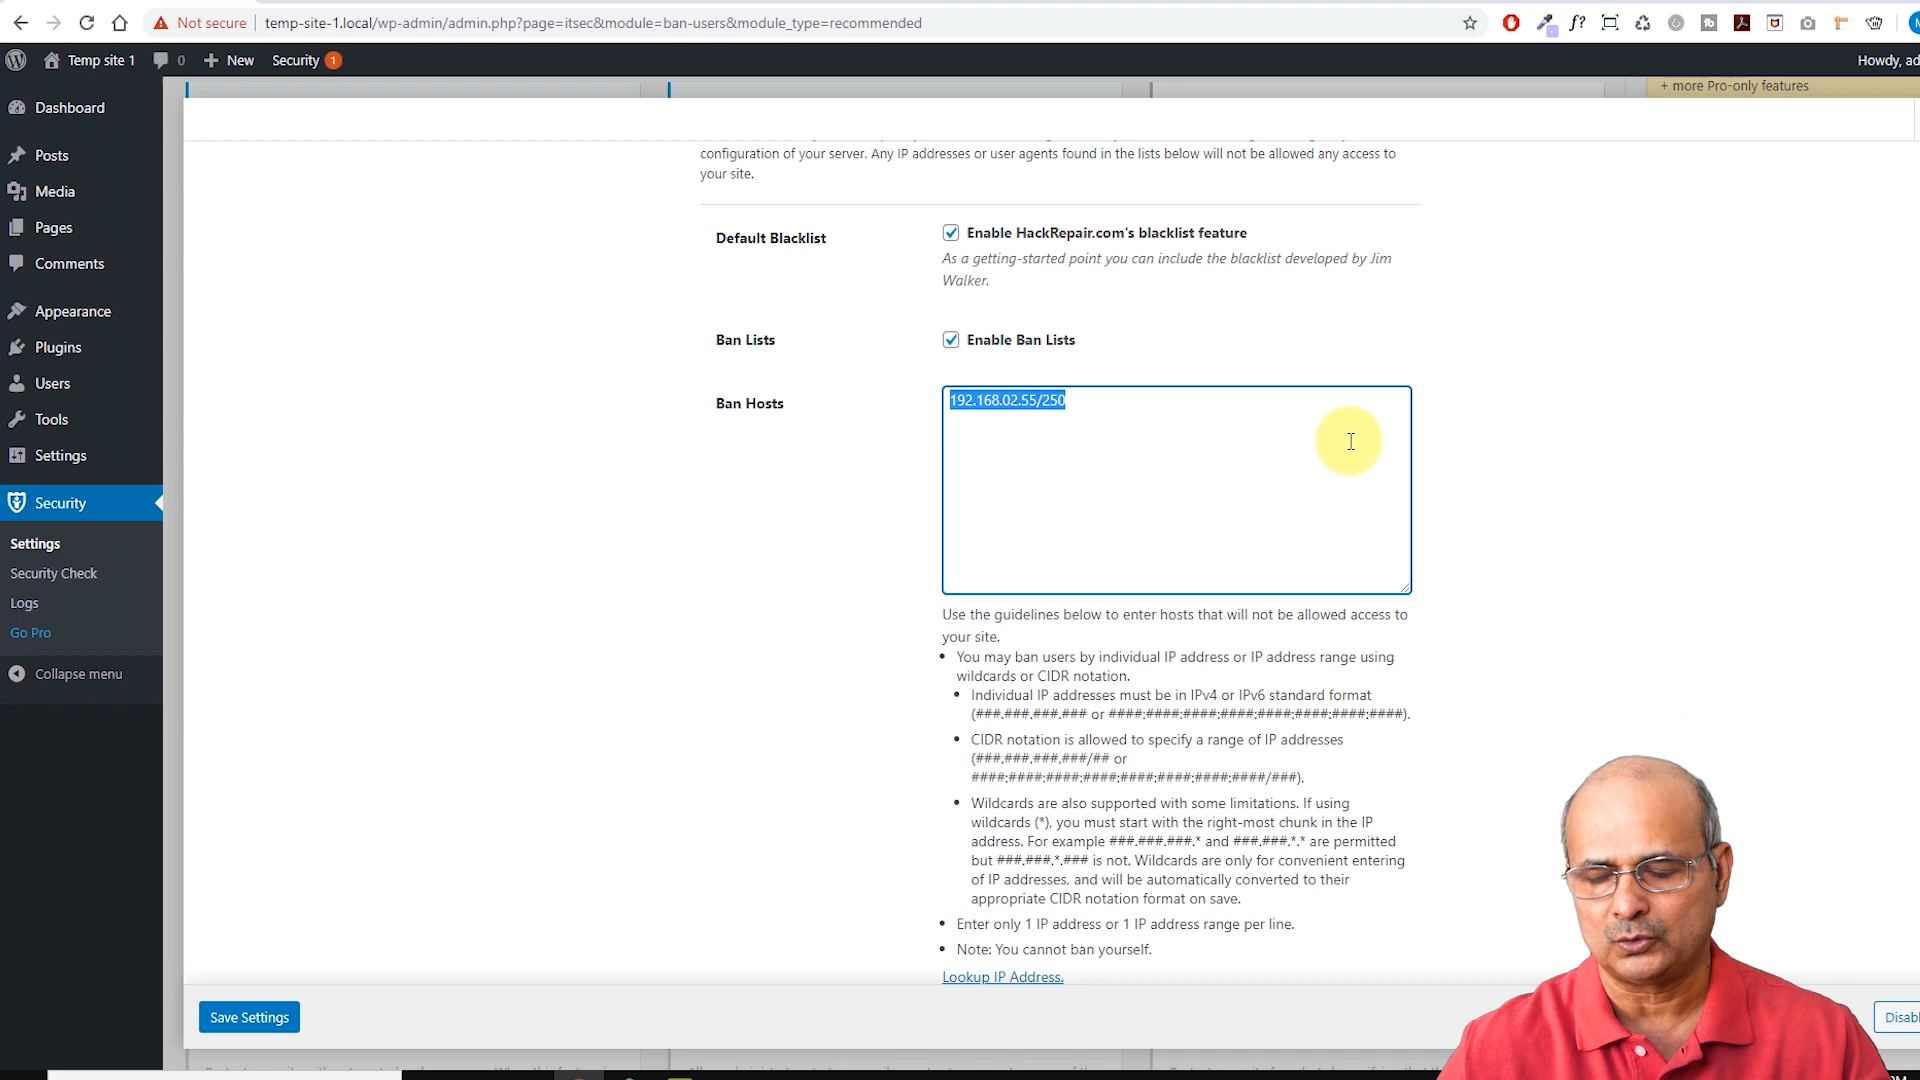 Not secure
temp-site-1.local/wp-admin/admin.php?page=itsec&module=ban-users&module_type=recommended
Temp site 1
0
New
Security 1
Howdy, ad
+ more Pro-only features
Dashboard
Posts
Media
Pages
Comments
Appearance
Plugins
Users
Tools
Settings
Security
Settings
Security Check
Logs
Go Pro
Collapse menu
configuration of your server. Any IP addresses or user agents found in the lists below will not be allowed any access to
your site.
Default Blacklist
Enable HackRepair.com's blacklist feature
As a getting-started point you can include the blacklist developed by Jim
Walker.
Ban Lists
Enable Ban Lists
Ban Hosts
192.168.02.55/250
Use the guidelines below to enter hosts that will not be allowed access to
your site.
You may ban users by individual IP address or IP address range using
wildcards or CIDR notation.
Individual IP addresses must be in IPv4 or IPv6 standard format
(###.###.###.### or ####:####:####:####:####:####:####:####).
CIDR notation is allowed to specify a range of IP addresses
(###.###.###.###/## or
####:####:####:####:####:####:####:####/###).
Wildcards are also supported with some limitations. If using
wildcards (*), you must start with the right-most chunk in the IP
address. For example ###.###.###.* and ###.###.*.* are permitted
but ###.###.*.### is not. Wildcards are only for convenient entering
of IP addresses, and will be automatically converted to their
appropriate CIDR notation format on save.
Enter only 1 IP address or 1 IP address range per line.
Note: You cannot ban yourself.
Lookup IP Address.
Save Settings
Disabl